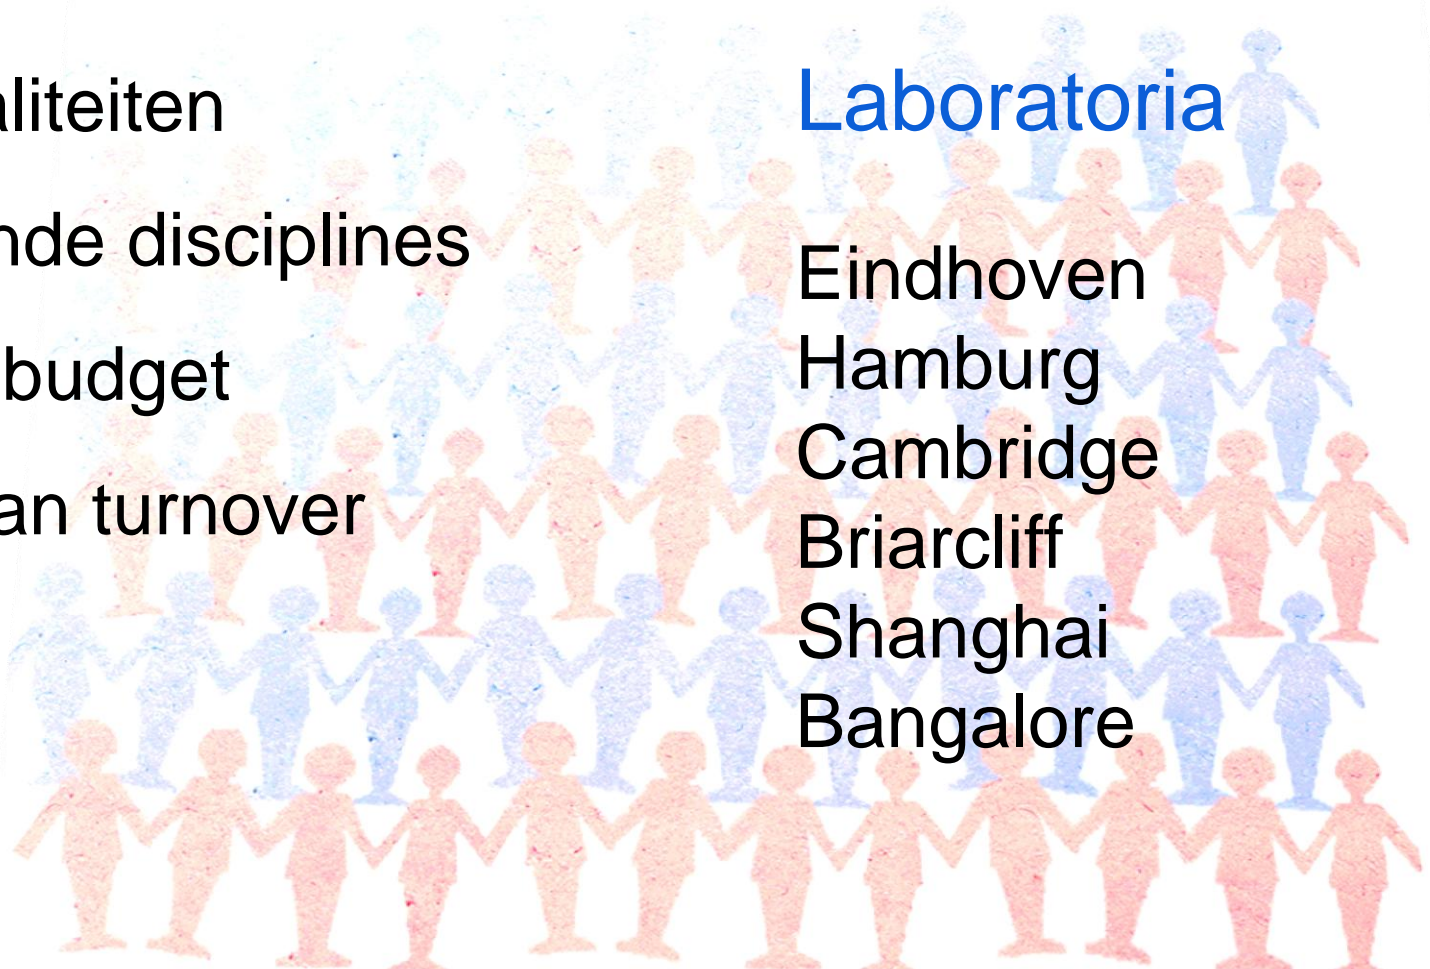 aliteiten
nde disciplines
budget
an turnover
Laboratoria
Eindhoven
Hamburg
Cambridge
Briarcliff
Shanghai
Bangalore